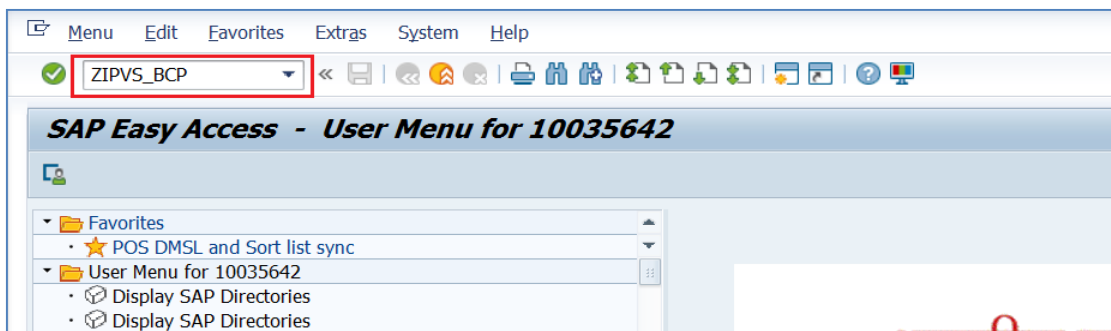 Menu Edit Favorites Extras System Help
ZIPVS_BCP
SAP Easy Access - User Menu for 10035642
Favorites
POS DMSL and Sort list sync
User Menu for 10035642
Display SAP Directories
Display SAP Directories